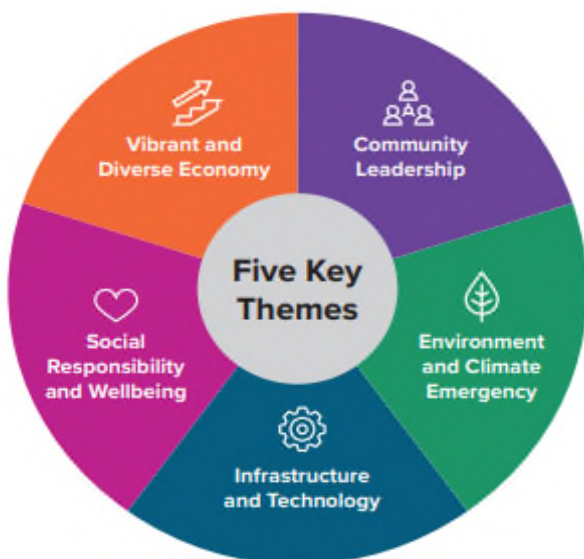 Five Key
Themes
Vibrant and
Diverse Economy
Community
Leadership
Environment
and Climate
Emergency
Infrastructure
and Technology
Social
Responsibility
and Wellbeing